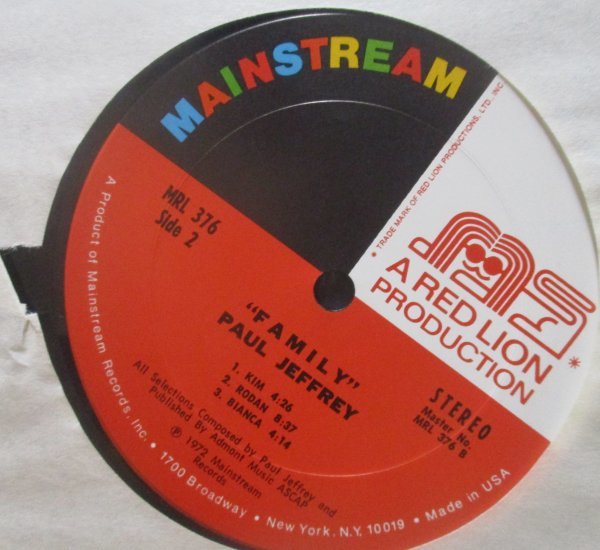 MAINSTREAM
* TRADE MARK OF RED LION PRODUCTIONS, LTD., INC.
A RED LION
PRODUCTION
*
MRL 376
Side 2
"FAMILY"
PAUL JEFFREY
1. KIM 4:26
2. RODAN 8:37
3. BIANCA 4:14
All Selections Composed by Paul Jeffrey and
Published By Admont Music ASCAP
℗ 1972 Mainstream
Records
STEREO
Master No.
MRL 376 B
A Product of Mainstream Records, Inc. • 1700 Broadway • New York, N.Y. 10019 • Made in USA